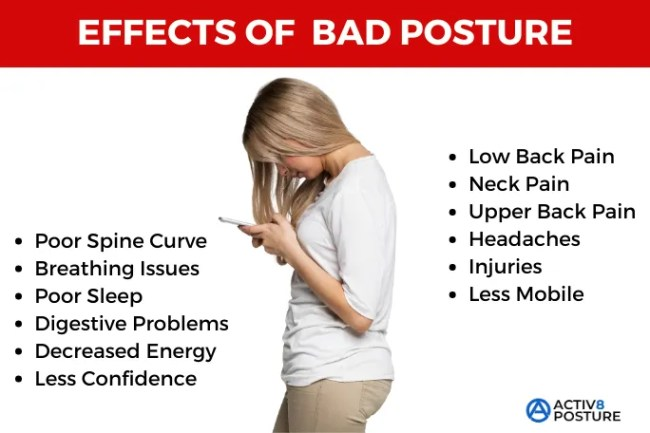 EFFECTS OF BAD POSTURE
• Poor Spine Curve
• Breathing Issues
• Poor Sleep
• Digestive Problems
• Decreased Energy
• Less Confidence
• Low Back Pain
• Neck Pain
• Upper Back Pain
• Headaches
• Injuries
• Less Mobile
ACTIV8
POSTURE